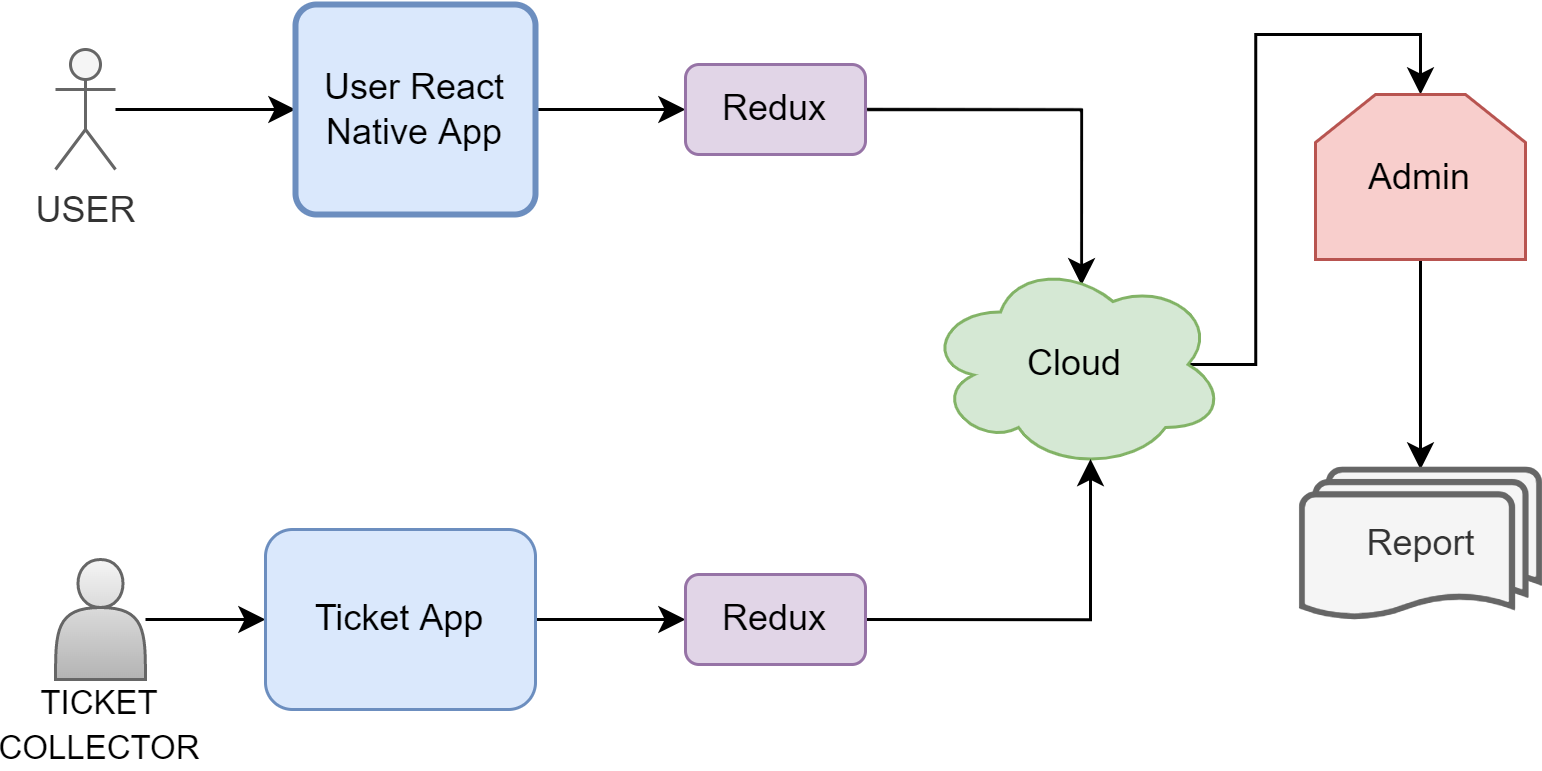 User React
Native App
Redux
USER
Admin
Cloud
Report
Ticket App
Redux
TICKET
COLLECTOR